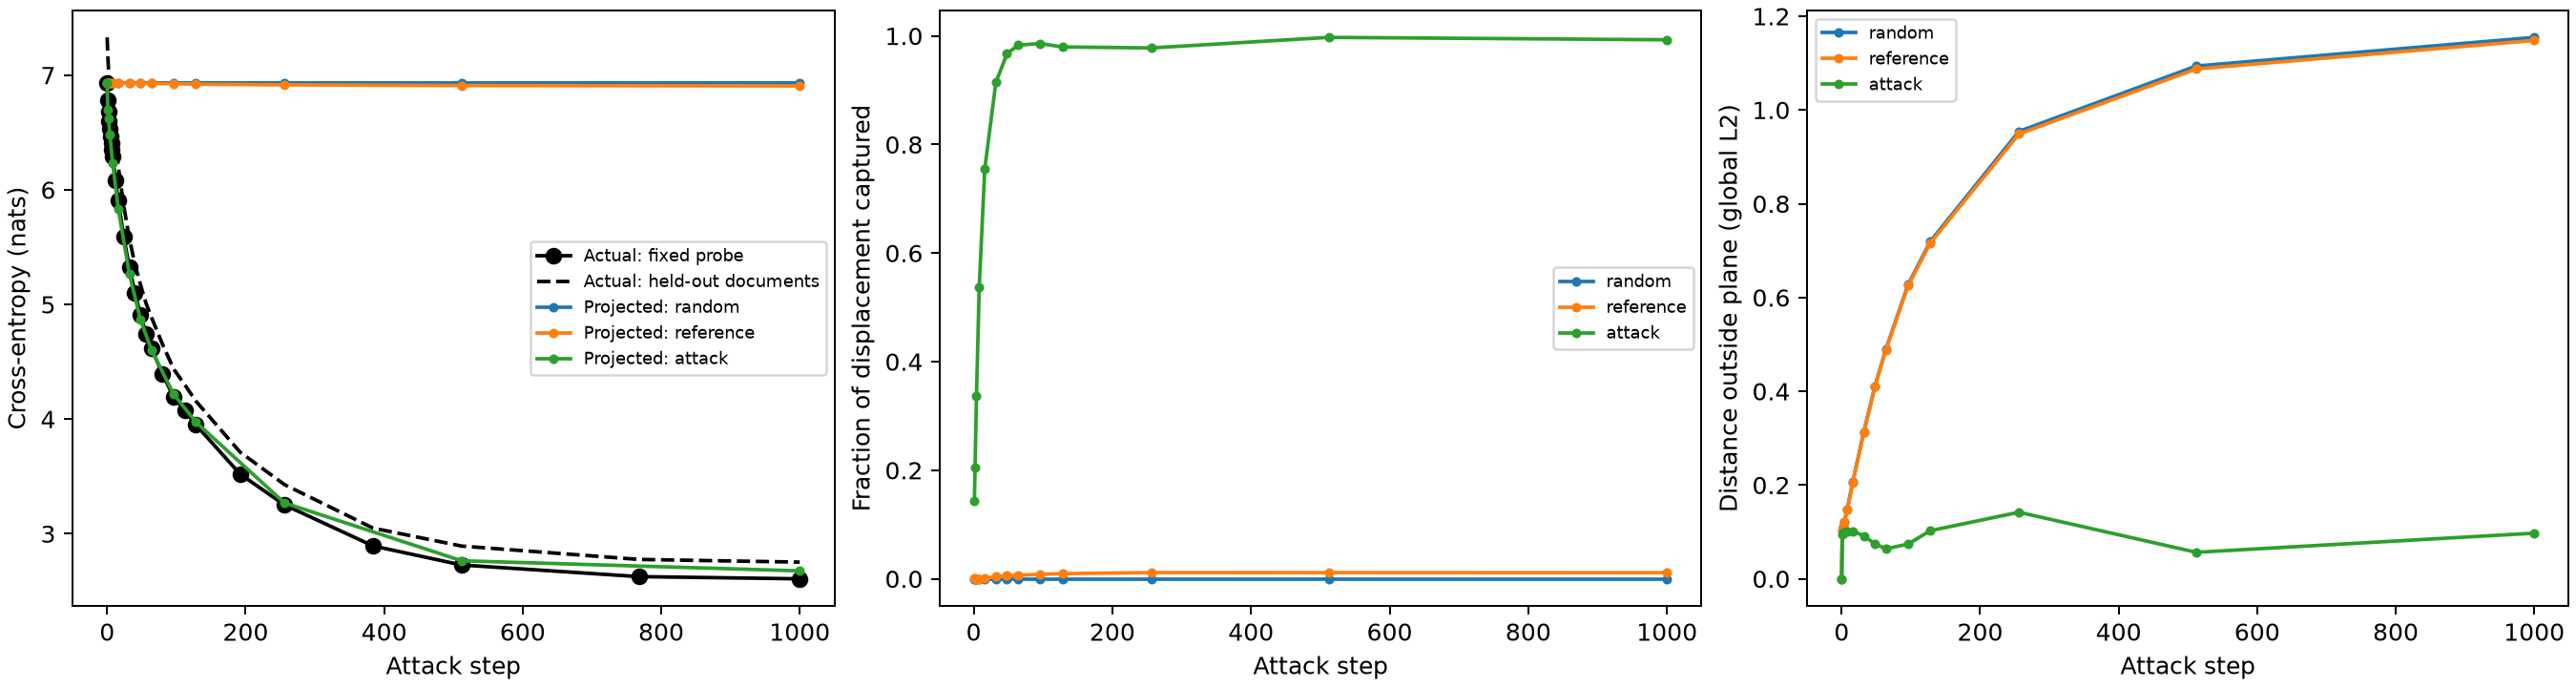 Cross-entropy (nats)
7
6
5
4
3
Actual: fixed probe
Actual: held-out documents
Projected: random
Projected: reference
Projected: attack
0
200
400
600
800
1000
Attack step
Fraction of displacement captured
1.0
0.8
0.6
0.4
0.2
0.0
random
reference
attack
0
200
400
600
800
1000
Attack step
Distance outside plane (global L2)
1.2
1.0
0.8
0.6
0.4
0.2
0.0
random
reference
attack
0
200
400
600
800
1000
Attack step